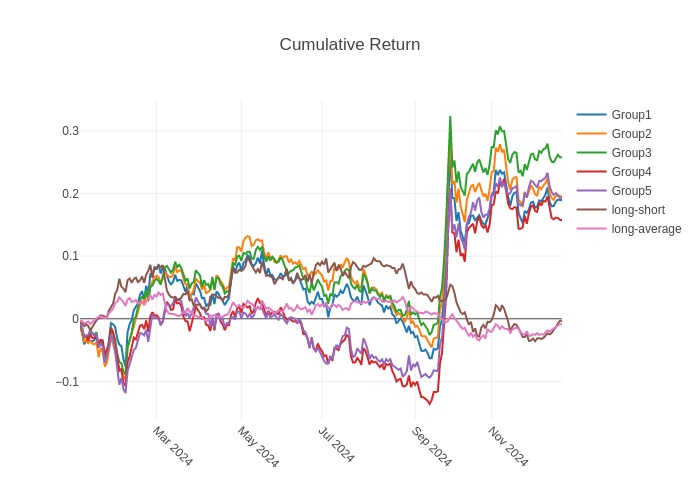 Cumulative Return
0.3
0.2
0.1
0
−0.1
Mar 2024
May 2024
Jul 2024
Sep 2024
Nov 2024
Group1
Group2
Group3
Group4
Group5
long-short
long-average